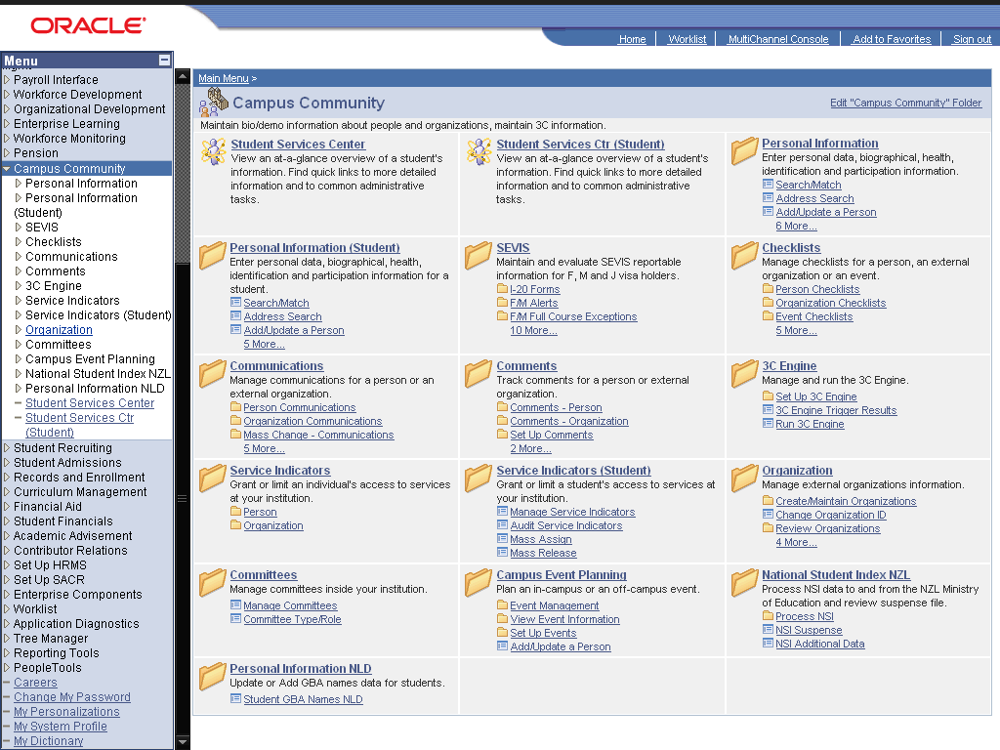 ORACLE
Home
Worklist
MultiChannel Console
Add to Favorites
Sign out
Menu
Payroll Interface
Workforce Development
Organizational Development
Enterprise Learning
Workforce Monitoring
Pension
Campus Community
Personal Information
Personal Information
(Student)
SEVIS
Checklists
Communications
Comments
3C Engine
Service Indicators
Service Indicators (Student)
Organization
Committees
Campus Event Planning
National Student Index NZL
Personal Information NLD
Student Services Center
Student Services Ctr
(Student)
Student Recruiting
Student Admissions
Records and Enrollment
Curriculum Management
Financial Aid
Student Financials
Academic Advisement
Contributor Relations
Set Up HRMS
Set Up SACR
Enterprise Components
Worklist
Application Diagnostics
Tree Manager
Reporting Tools
PeopleTools
Careers
Change My Password
My Personalizations
My System Profile
My Dictionary
Main Menu >
Campus Community
Edit "Campus Community" Folder
Maintain bio/demo information about people and organizations, maintain 3C information.
Student Services Center
View an at-a-glance overview of a student's
information. Find quick links to more detailed
information and to common administrative
tasks.
Student Services Ctr (Student)
View an at-a-glance overview of a student's
information. Find quick links to more detailed
information and to common administrative
tasks.
Personal Information
Enter personal data, biographical, health,
identification and participation information.
Search/Match
Address Search
Add/Update a Person
6 More...
Personal Information (Student)
Enter personal data, biographical, health,
identification and participation information for a
student.
Search/Match
Address Search
Add/Update a Person
5 More...
SEVIS
Maintain and evaluate SEVIS reportable
information for F, M and J visa holders.
I-20 Forms
F/M Alerts
F/M Full Course Exceptions
10 More...
Checklists
Manage checklists for a person, an external
organization or an event.
Person Checklists
Organization Checklists
Event Checklists
5 More...
Communications
Manage communications for a person or an
external organization.
Person Communications
Organization Communications
Mass Change - Communications
5 More...
Comments
Track comments for a person or external
organization.
Comments - Person
Comments - Organization
Set Up Comments
2 More...
3C Engine
Manage and run the 3C Engine.
Set Up 3C Engine
3C Engine Trigger Results
Run 3C Engine
Service Indicators
Grant or limit an individual's access to services
at your institution.
Person
Organization
Service Indicators (Student)
Grant or limit a student's access to services at
your institution.
Manage Service Indicators
Audit Service Indicators
Mass Assign
Mass Release
Organization
Manage external organizations information.
Create/Maintain Organizations
Change Organization ID
Review Organizations
4 More...
Committees
Manage committees inside your institution.
Manage Committees
Committee Type/Role
Campus Event Planning
Plan an in-campus or an off-campus event.
Event Management
View Event Information
Set Up Events
Add/Update a Person
National Student Index NZL
Process NSI data to and from the NZL Ministry
of Education and review suspense file.
Process NSI
NSI Suspense
NSI Additional Data
Personal Information NLD
Update or Add GBA names data for students.
Student GBA Names NLD